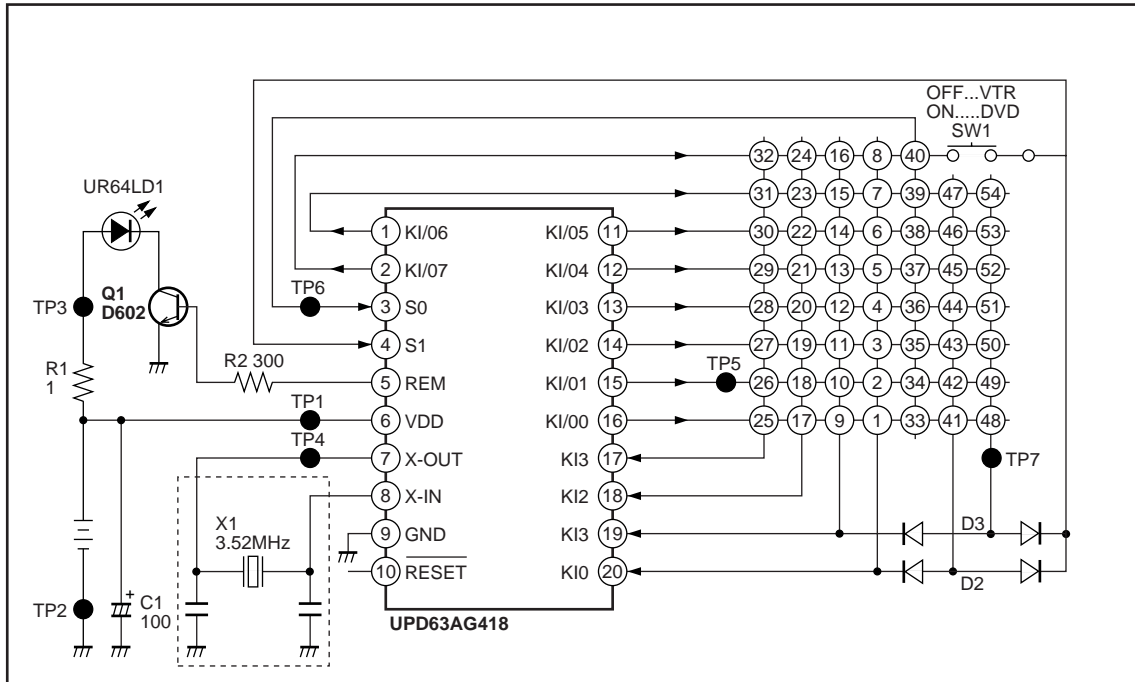 OFF...VTR
ON.....DVD
SW1
32 24 16 8 40
31 23 15 7 39 47 54
30 22 14 6 38 46 53
29 21 13 5 37 45 52
28 20 12 4 36 44 51
27 19 11 3 35 43 50
26 18 10 2 34 42 49
25 17 9 1 33 41 48
UR64LD1
Q1
D602
TP3
R1
1
R2 300
TP6
TP1
TP4
TP5
TP7
TP2
C1
100
+
X1
3.52MHz
1 KI/06
2 KI/07
3 S0
4 S1
5 REM
6 VDD
7 X-OUT
8 X-IN
9 GND
10 RESET
KI/05 11
KI/04 12
KI/03 13
KI/02 14
KI/01 15
KI/00 16
KI3 17
KI2 18
KI3 19
KI0 20
D3
D2
UPD63AG418